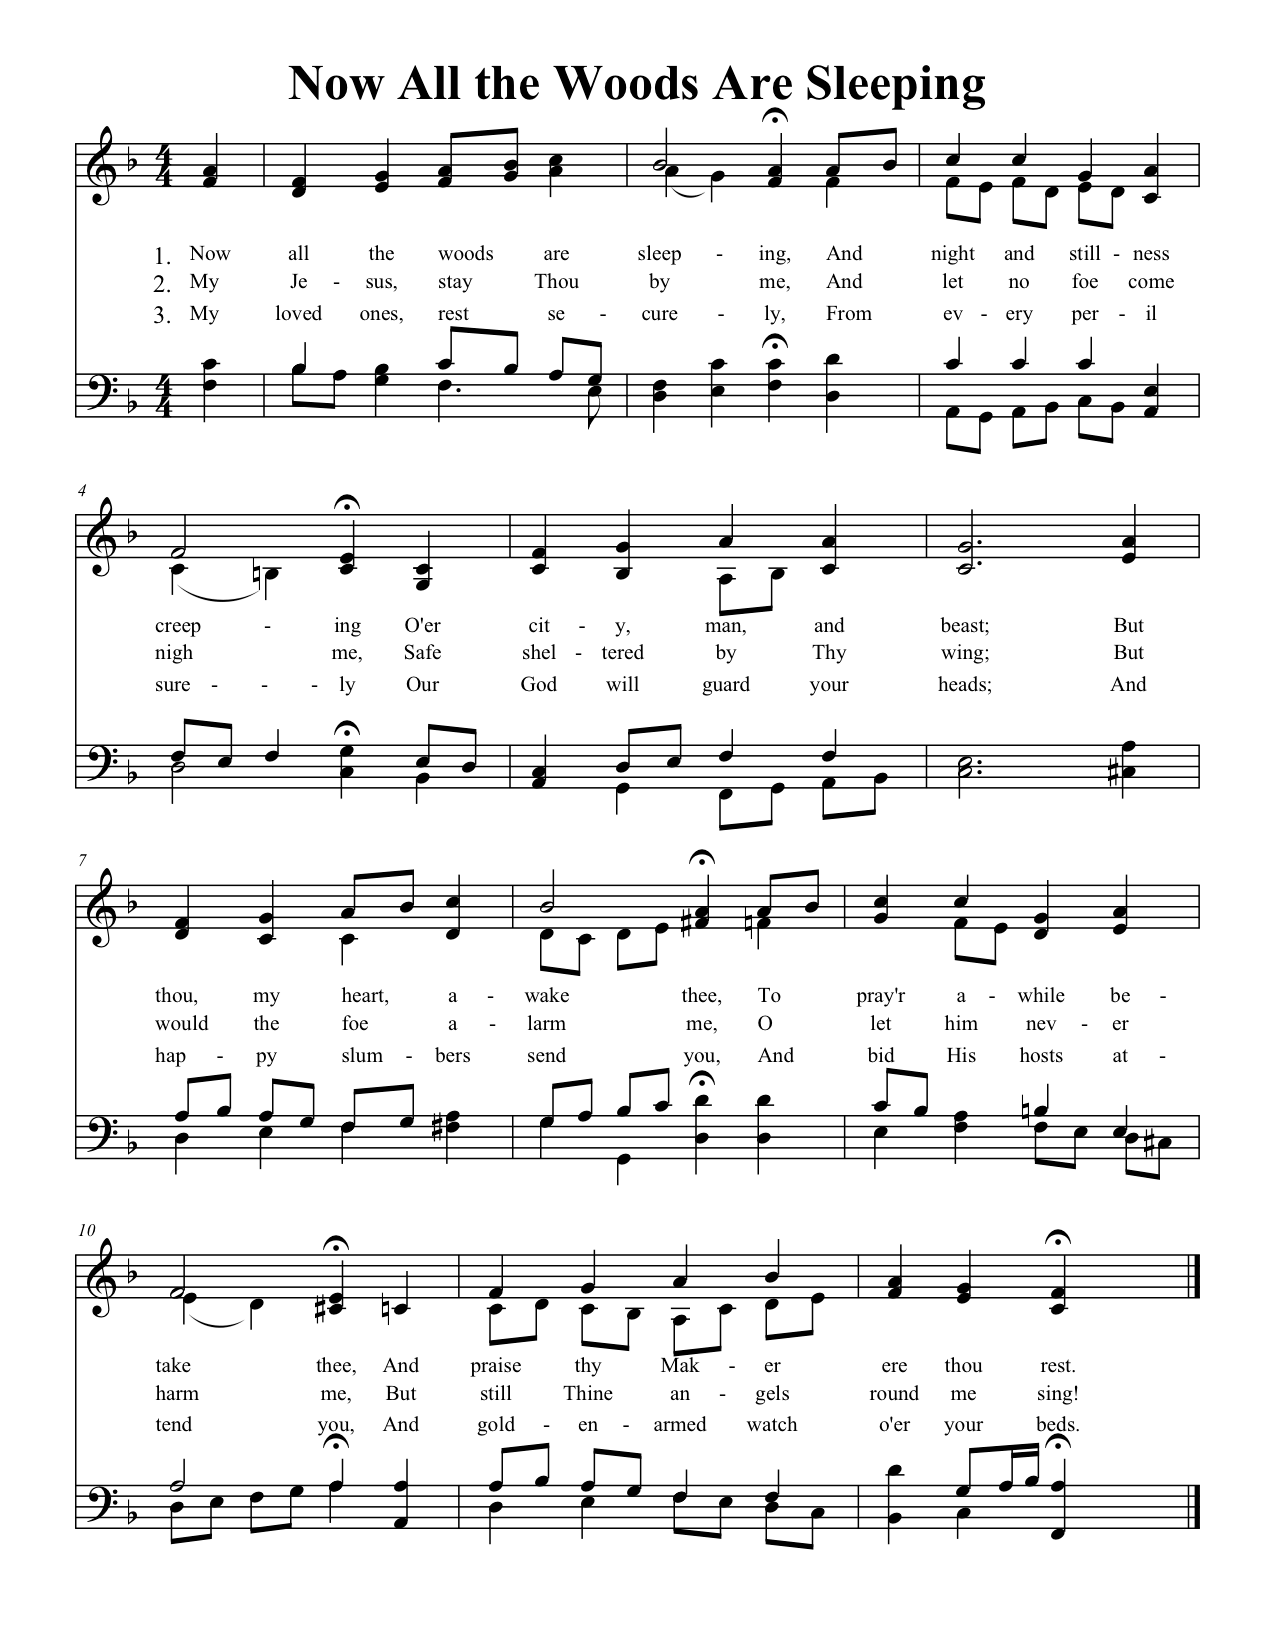 Now All the Woods Are Sleeping
4
4
1. Now all the woods are sleep - ing, And night and still - ness
2. My Je - sus, stay Thou by me, And let no foe come
3. My loved ones, rest se - cure - ly, From ev - ery per - il
4
4
4
creep - ing O'er cit - y, man, and beast; But
nigh me, Safe shel - tered by Thy wing; But
sure - - - ly Our God will guard your heads; And
7
thou, my heart, a - wake thee, To pray'r a - while be -
would the foe a - larm me, O let him nev - er
hap - py slum - bers send you, And bid His hosts at -
10
take thee, And praise thy Mak - er ere thou rest.
harm me, But still Thine an - gels round me sing!
tend you, And gold - en - armed watch o'er your beds.